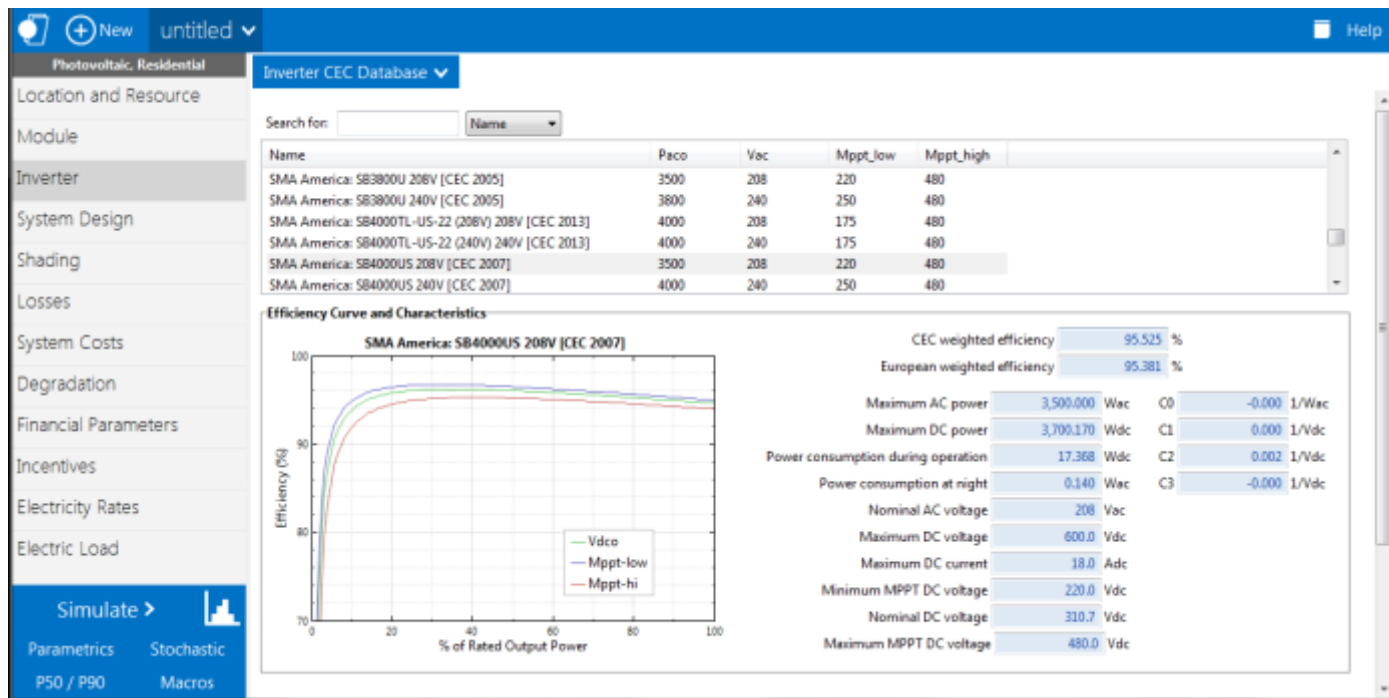 New untitled Help
Photovoltaic, Residential
Location and Resource
Module
Inverter
System Design
Shading
Losses
System Costs
Degradation
Financial Parameters
Incentives
Electricity Rates
Electric Load
Simulate >
Parametrics Stochastic
P50 / P90 Macros
Inverter CEC Database
Search for: Name
Name Paco Vac Mppt_low Mppt_high
SMA America: SB3800U 208V [CEC 2005] 3500 208 220 480
SMA America: SB3800U 240V [CEC 2005] 3800 240 250 480
SMA America: SB4000TL-US-22 (208V) 208V [CEC 2013] 4000 208 175 480
SMA America: SB4000TL-US-22 (240V) 240V [CEC 2013] 4000 240 175 480
SMA America: SB4000US 208V [CEC 2007] 3500 208 220 480
SMA America: SB4000US 240V [CEC 2007] 4000 240 250 480
Efficiency Curve and Characteristics
SMA America: SB4000US 208V [CEC 2007]
100
90
80
70
Efficiency (%)
0 20 40 60 80 100
% of Rated Output Power
Vdco
Mppt-low
Mppt-hi
CEC weighted efficiency 95.525 %
European weighted efficiency 95.381 %
Maximum AC power 3,500.000 Wac C0 -0.000 1/Wac
Maximum DC power 3,700.170 Wdc C1 0.000 1/Vdc
Power consumption during operation 17.368 Wdc C2 0.002 1/Vdc
Power consumption at night 0.140 Wac C3 -0.000 1/Vdc
Nominal AC voltage 208 Vac
Maximum DC voltage 600.0 Vdc
Maximum DC current 18.0 Adc
Minimum MPPT DC voltage 220.0 Vdc
Nominal DC voltage 310.7 Vdc
Maximum MPPT DC voltage 480.0 Vdc